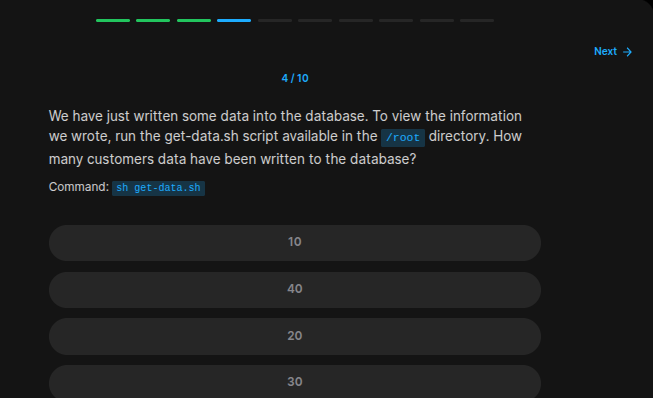 Next →
4 / 10
We have just written some data into the database. To view the information
we wrote, run the get-data.sh script available in the /root directory. How
many customers data have been written to the database?
Command: sh get-data.sh
10
40
20
30